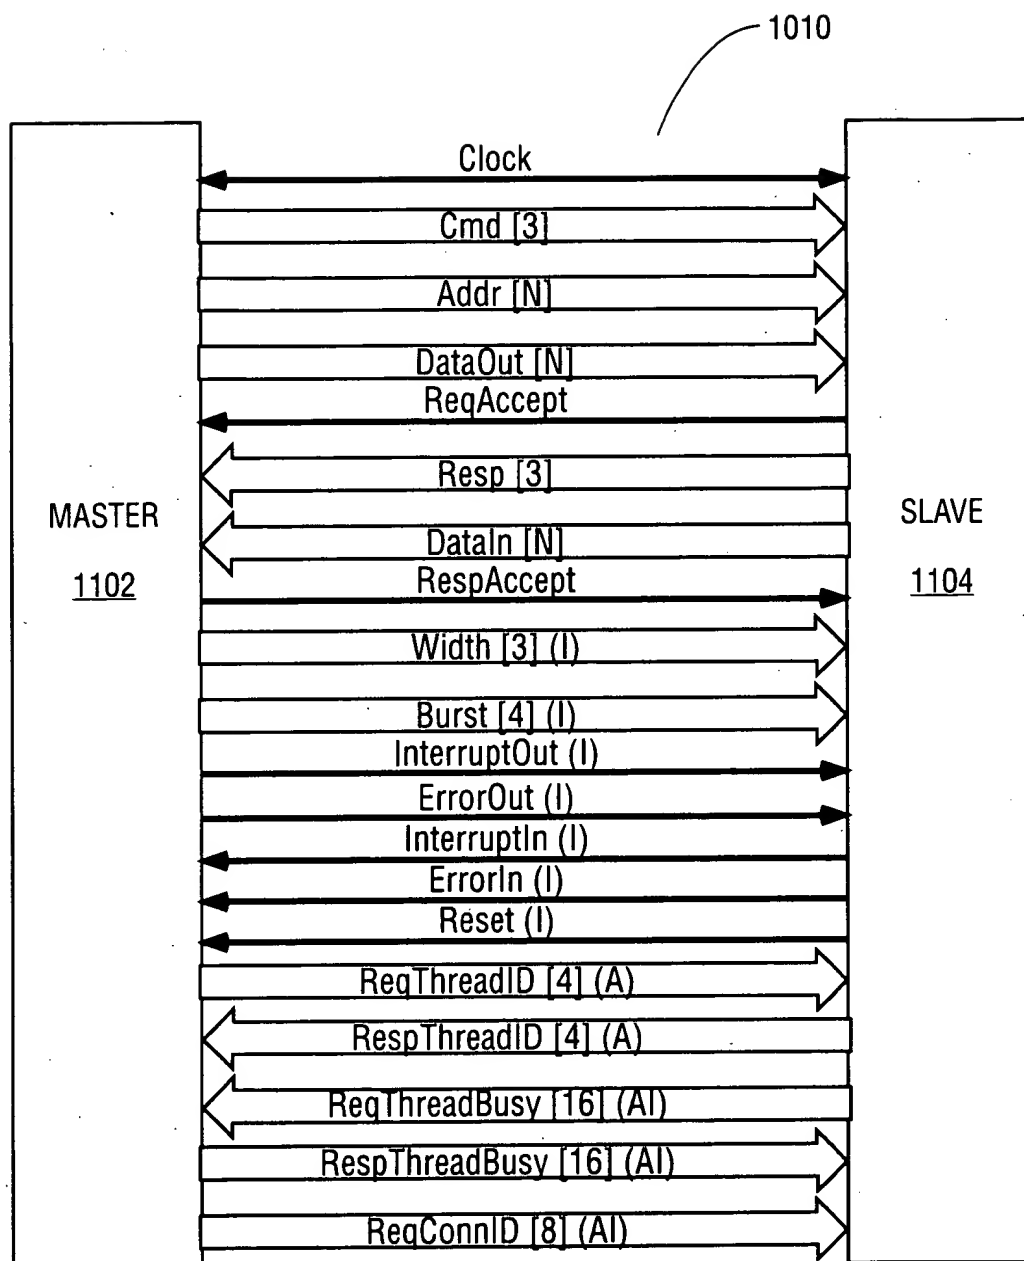 1010
Clock
Cmd [3]
Addr [N]
DataOut [N]
ReqAccept
Resp [3]
MASTER
SLAVE
DataIn [N]
1102
RespAccept
1104
Width [3] (I)
Burst [4] (I)
InterruptOut (I)
ErrorOut (I)
InterruptIn (I)
ErrorIn (I)
Reset (I)
ReqThreadID [4] (A)
RespThreadID [4] (A)
ReqThreadBusy [16] (AI)
RespThreadBusy [16] (AI)
ReqConnID [8] (AI)